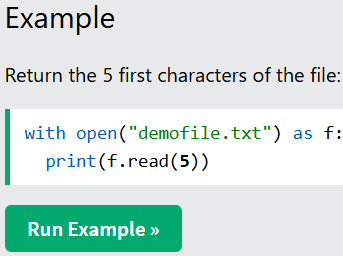 Example
Return the 5 first characters of the file:
with open("demofile.txt") as f:
  print(f.read(5))
Run Example »